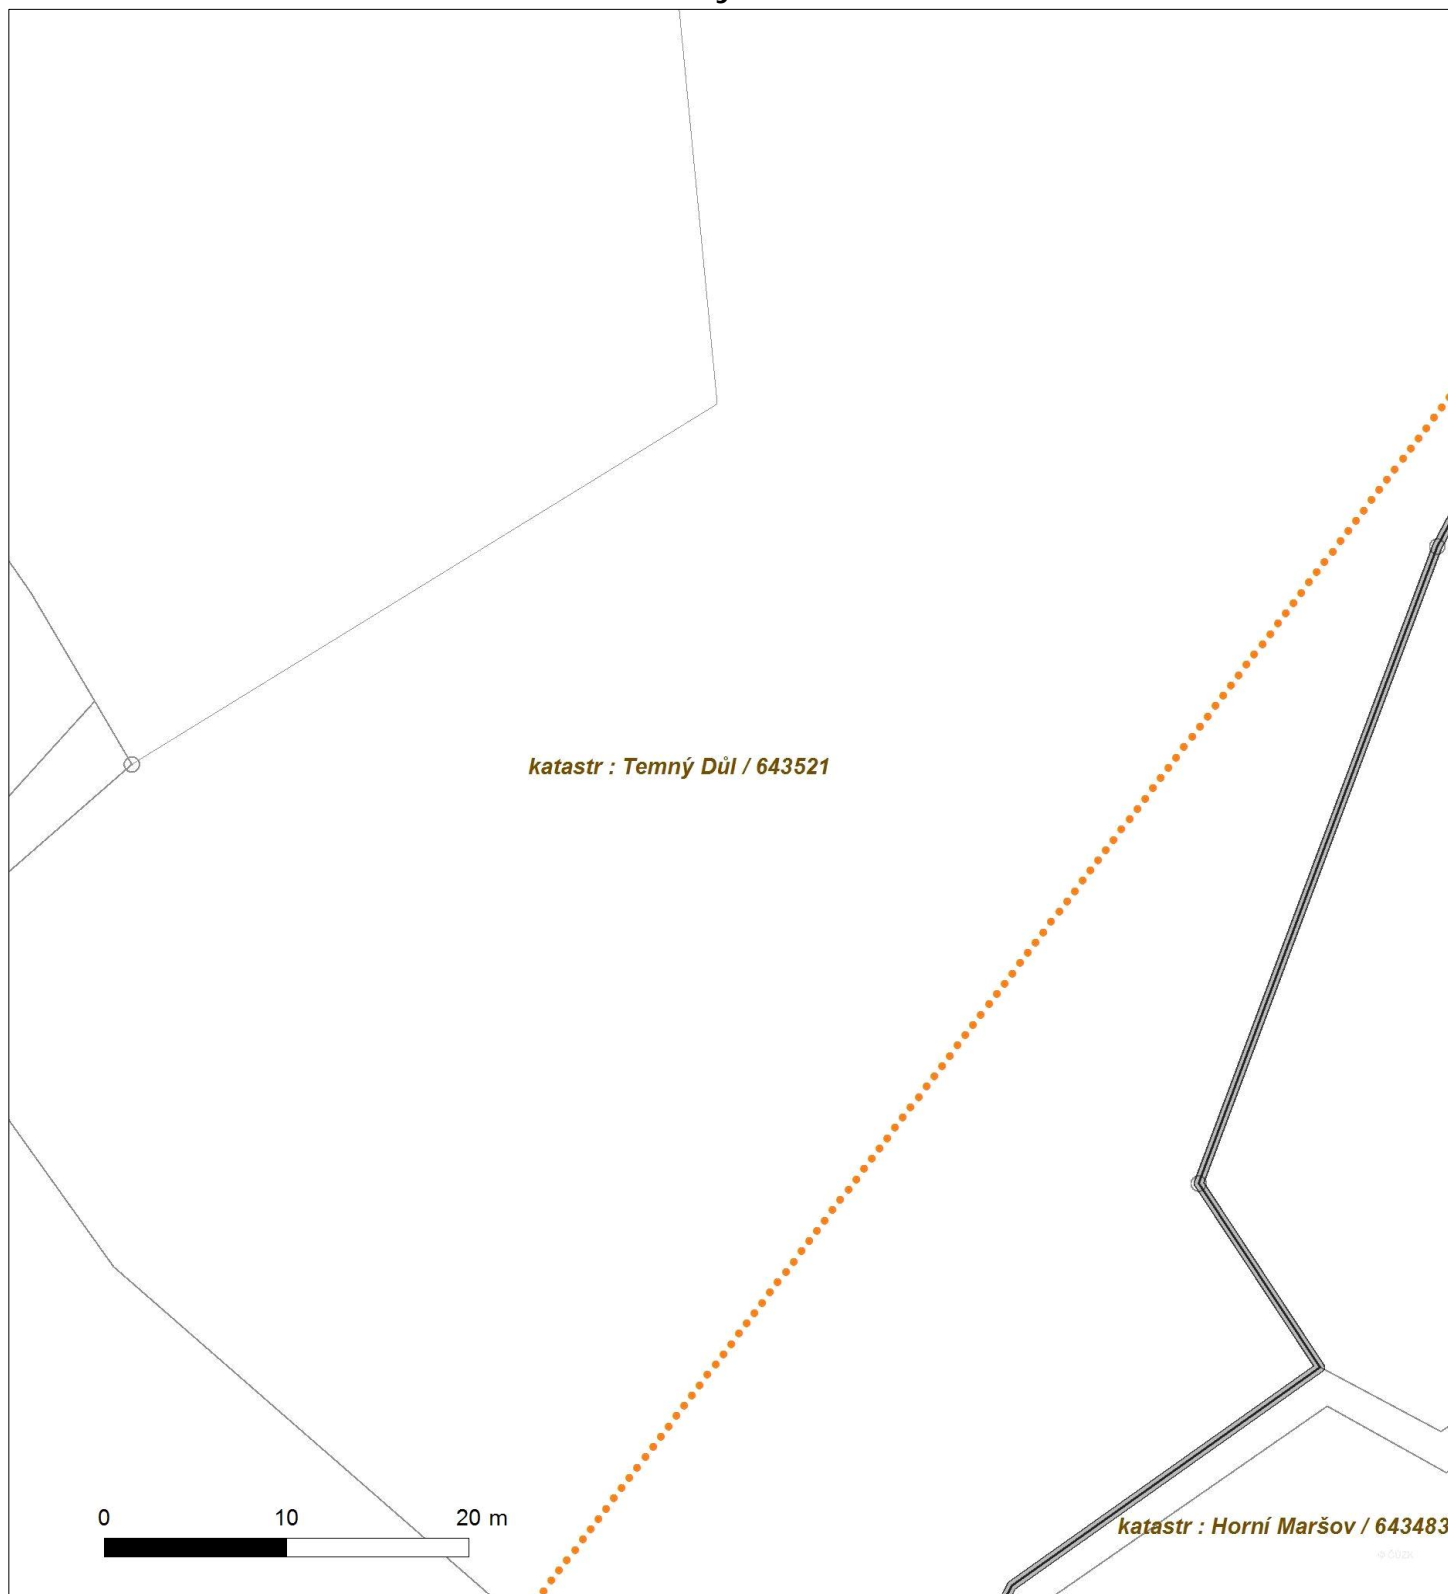 katastr : Temný Důl / 643521
0 10 20 m
katastr : Horní Maršov / 643483